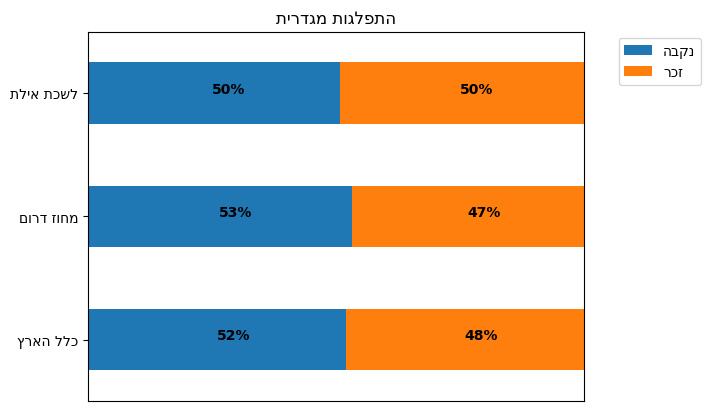 התפלגות מגדרית
נקבה
זכר
לשכת אילת
50%
50%
מחוז דרום
53%
47%
כלל הארץ
52%
48%